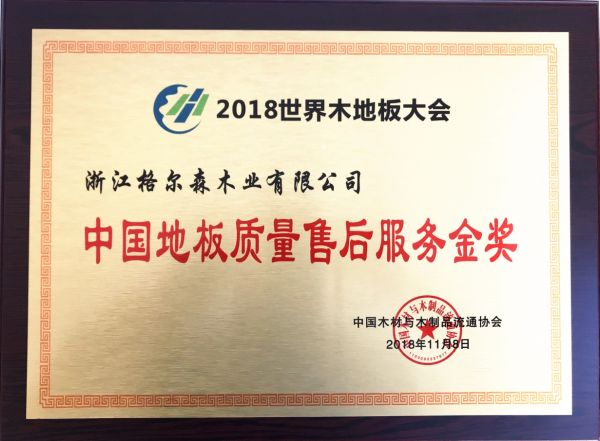 2018世界木地板大会
浙江格尔森木业有限公司
中国地板质量售后服务金奖
中国木材与木制品流通协会
2018年11月8日